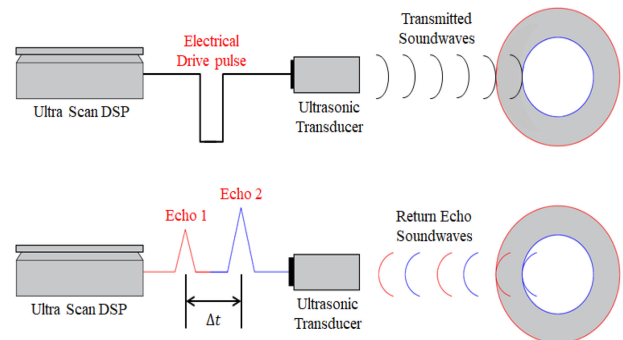 Electrical
Drive pulse
Transmitted
Soundwaves
Ultra Scan DSP
Ultrasonic
Transducer
Echo 1
Echo 2
Return Echo
Soundwaves
Ultra Scan DSP
Δt
Ultrasonic
Transducer